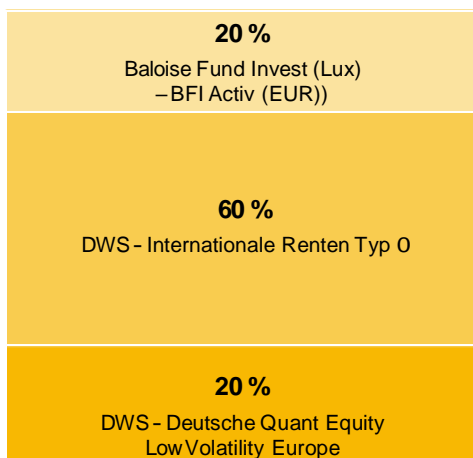 20 %
Baloise Fund Invest (Lux)
– BFI Activ (EUR))
60 %
DWS - Internationale Renten Typ O
20 %
DWS - Deutsche Quant Equity
Low Volatility Europe